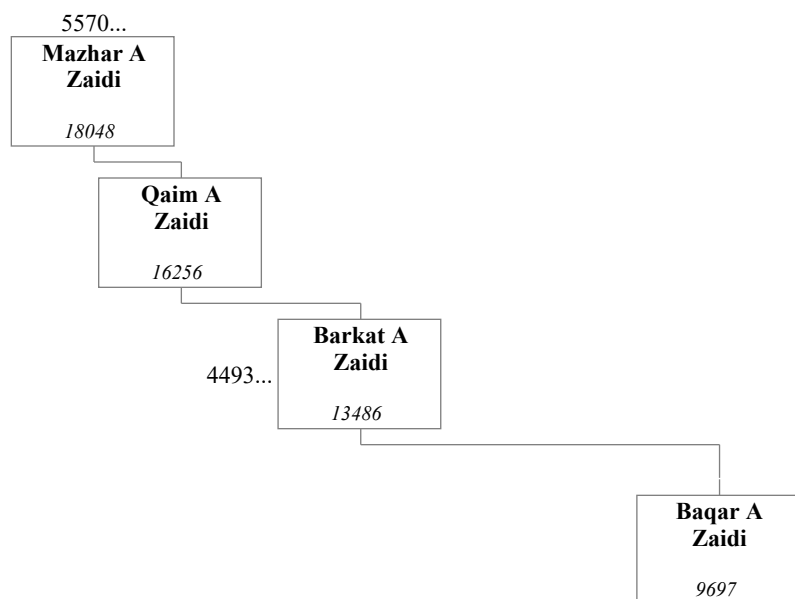 5570...
Mazhar A
Zaidi
18048
Qaim A
Zaidi
16256
Barkat A
Zaidi
4493...
13486
Baqar A
Zaidi
9697